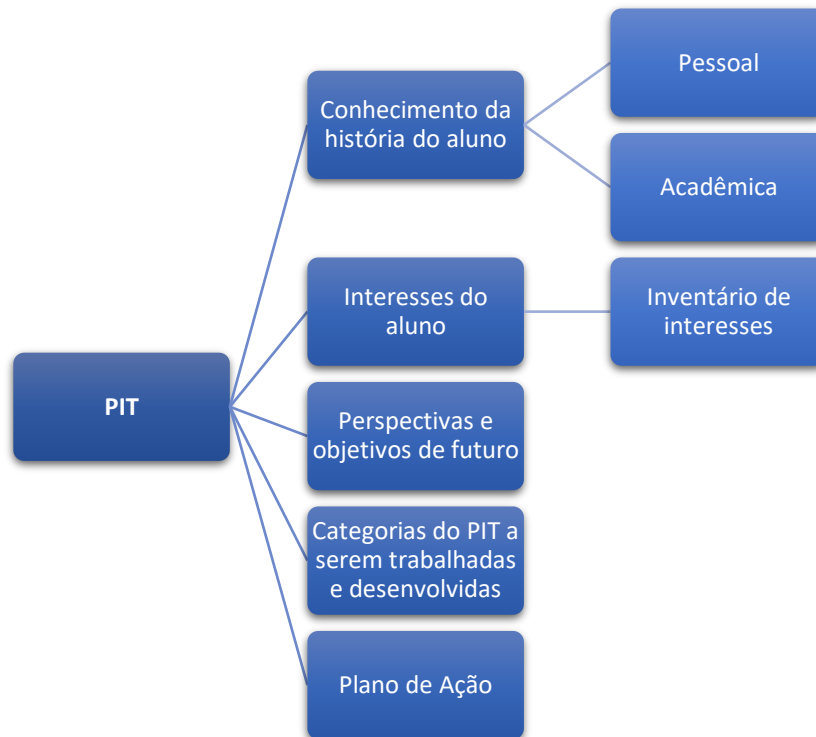 Pessoal
Conhecimento da
história do aluno
Acadêmica
Interesses do
aluno
Inventário de
interesses
PIT
Perspectivas e
objetivos de futuro
Categorias do PIT a
serem trabalhadas
e desenvolvidas
Plano de Ação